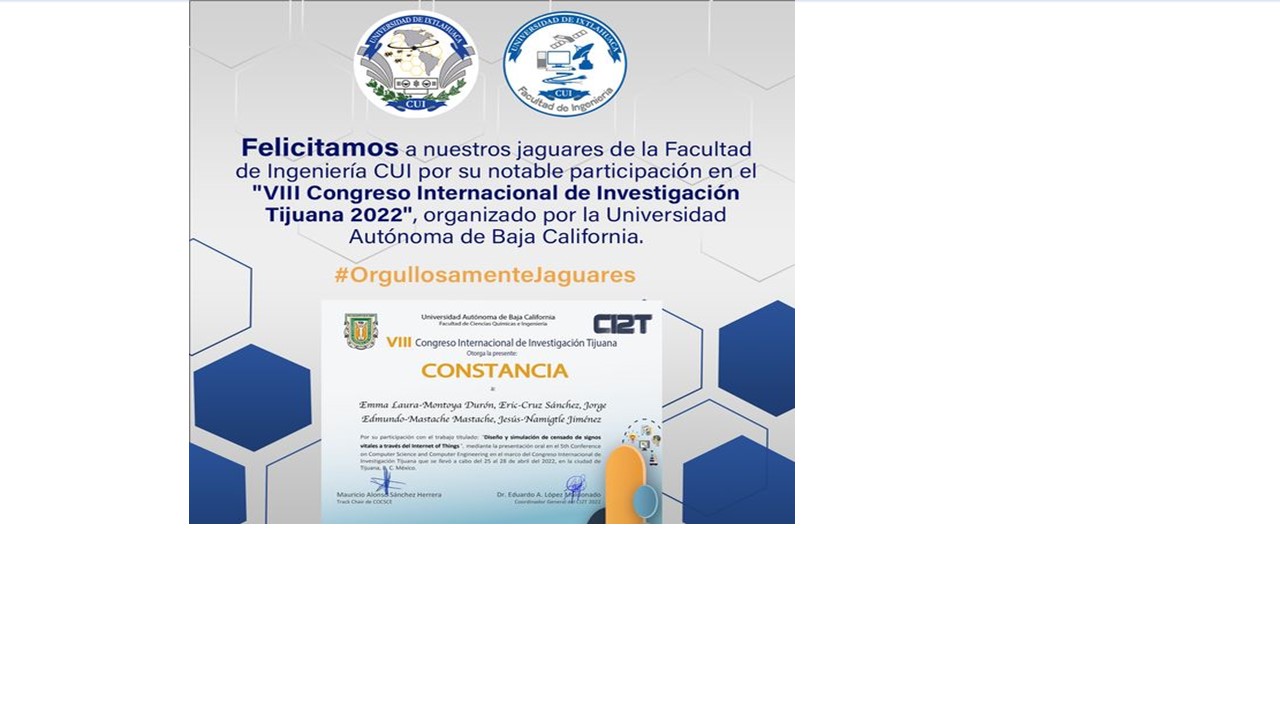 UNIVERSIDAD DE IXTLAHUACA
CUI
UNIVERSIDAD DE IXTLAHUACA
CUI
Facultad de Ingeniería
Felicitamos a nuestros jaguares de la Facultad
de Ingeniería CUI por su notable participación en el
"VIII Congreso Internacional de Investigación
Tijuana 2022", organizado por la Universidad
Autónoma de Baja California.
#OrgullosamenteJaguares
Universidad Autónoma de Baja California
Facultad de Ciencias Químicas e Ingeniería
CI2T
VIII Congreso Internacional de Investigación Tijuana
Otorga la presente:
CONSTANCIA
a:
Emma Laura-Montoya Durón, Eric-Cruz Sánchez, Jorge
Edmundo-Mastache Mastache, Jesús-Namigtle Jiménez
Por su participación con el trabajo titulado: "Diseño y simulación de censado de signos
vitales a través del Internet of Things", mediante la presentación oral en el 5th Conference
on Computer Science and Computer Engineering en el marco del Congreso Internacional de
Investigación Tijuana que se llevó a cabo del 25 al 28 de abril del 2022, en la ciudad de
Tijuana, B. C. México.
Mauricio Alonso Sánchez Herrera
Track Chair de COCSCE
Dr. Eduardo A. López Maldonado
Coordinador General del CI2T 2022